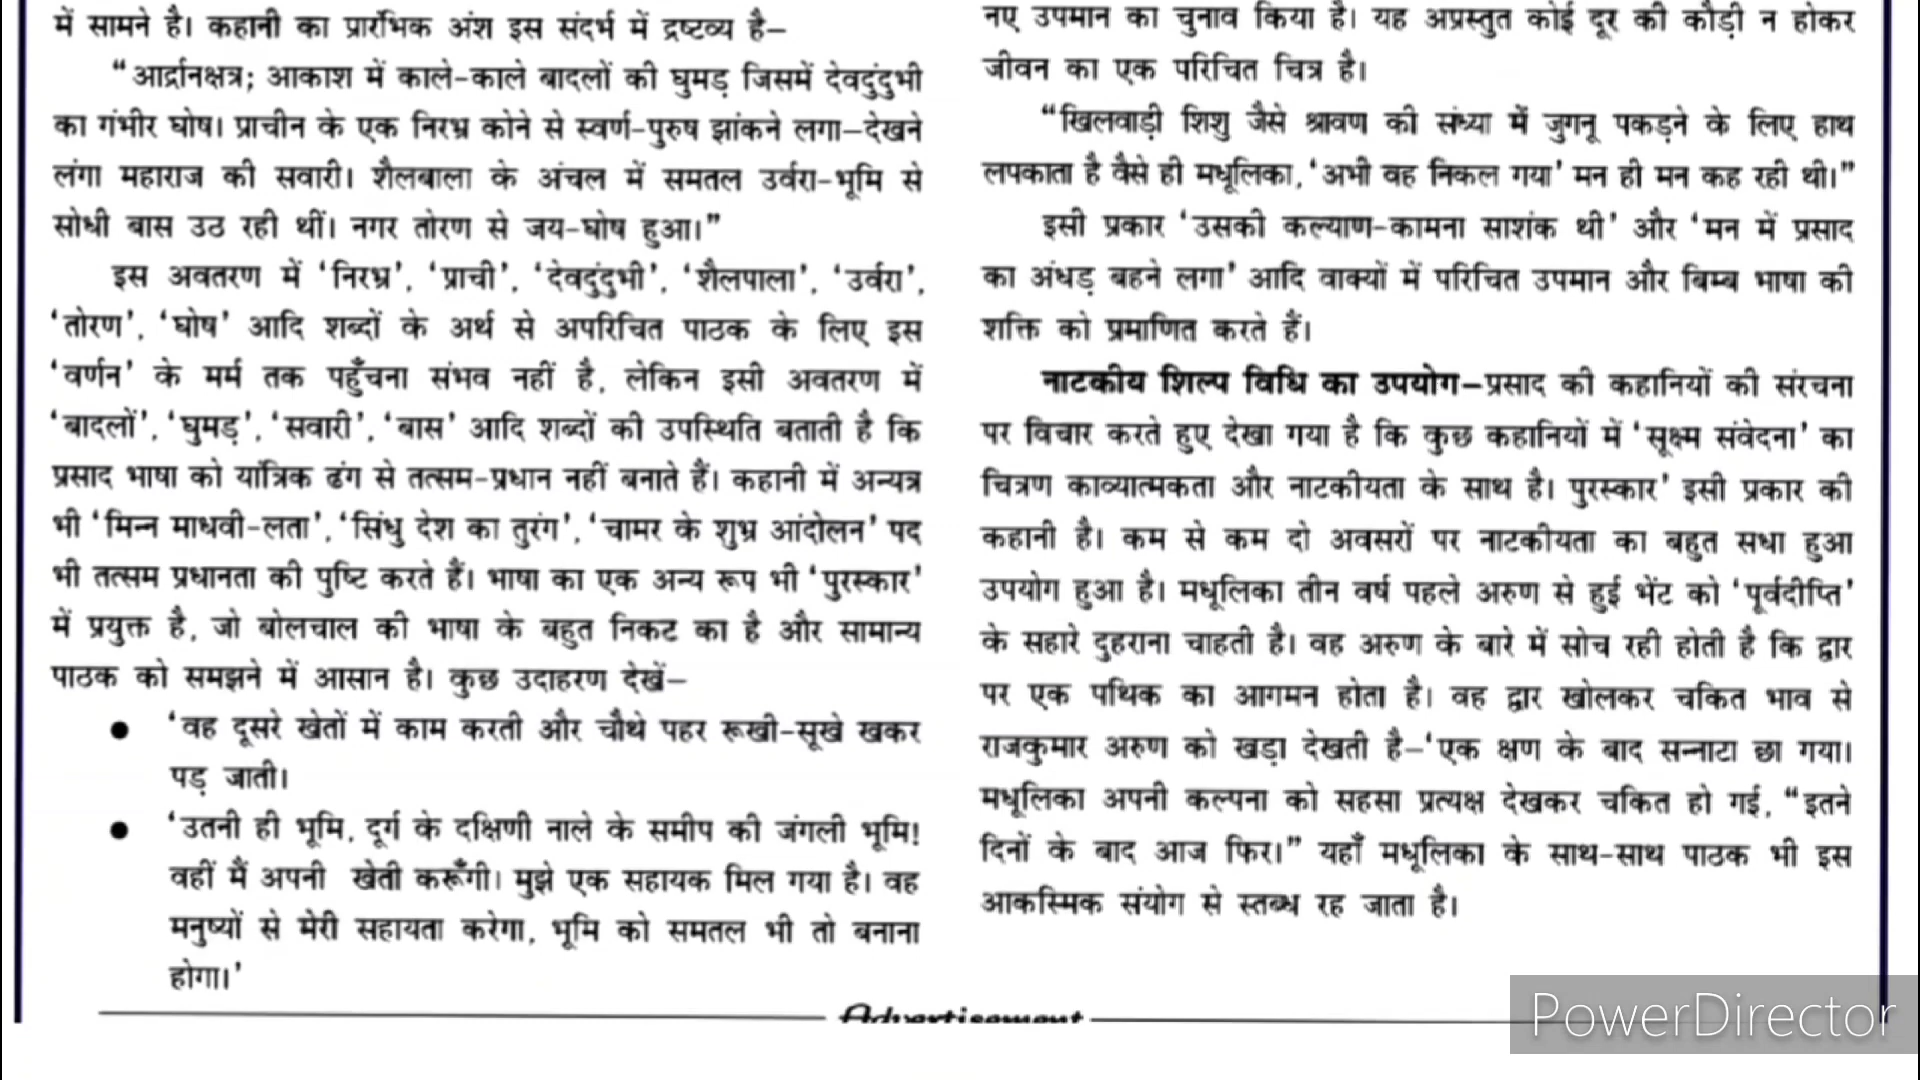 में सामने है। कहानी का प्रारंभिक अंश इस संदर्भ में द्रष्टव्य है–
“आर्द्रानक्षत्र; आकाश में काले-काले बादलों की घुमड़ जिसमें देवदुंदुभी
का गंभीर घोष। प्राचीन के एक निरभ्र कोने से स्वर्ण-पुरुष झांकने लगा–देखने
लंगा महाराज की सवारी। शैलबाला के अंचल में समतल उर्वरा-भूमि से
सोधी बास उठ रही थीं। नगर तोरण से जय-घोष हुआ।”
इस अवतरण में ‘निरभ्र’, ‘प्राची’, ‘देवदुंदुभी’, ‘शैलपाला’, ‘उर्वरा’,
‘तोरण’, ‘घोष’ आदि शब्दों के अर्थ से अपरिचित पाठक के लिए इस
‘वर्णन’ के मर्म तक पहुँचना संभव नहीं है, लेकिन इसी अवतरण में
‘बादलों’, ‘घुमड़’, ‘सवारी’, ‘बास’ आदि शब्दों की उपस्थिति बताती है कि
प्रसाद भाषा को यांत्रिक ढंग से तत्सम-प्रधान नहीं बनाते हैं। कहानी में अन्यत्र
भी ‘मिन्न माधवी-लता’, ‘सिंधु देश का तुरंग’, ‘चामर के शुभ्र आंदोलन’ पद
भी तत्सम प्रधानता की पुष्टि करते हैं। भाषा का एक अन्य रूप भी ‘पुरस्कार’
में प्रयुक्त है, जो बोलचाल की भाषा के बहुत निकट का है और सामान्य
पाठक को समझने में आसान है। कुछ उदाहरण देखें–
● ‘वह दूसरे खेतों में काम करती और चौथे पहर रूखी-सूखे खकर
पड़ जाती।
● ‘उतनी ही भूमि, दूर्ग के दक्षिणी नाले के समीप की जंगली भूमि!
वहीं मैं अपनी खेती करूँगी। मुझे एक सहायक मिल गया है। वह
मनुष्यों से मेरी सहायता करेगा, भूमि को समतल भी तो बनाना
होगा।’
नए उपमान का चुनाव किया है। यह अप्रस्तुत कोई दूर की कौड़ी न होकर
जीवन का एक परिचित चित्र है।
“खिलवाड़ी शिशु जैसे श्रावण की संध्या में जुगनू पकड़ने के लिए हाथ
लपकाता है वैसे ही मधूलिका, ‘अभी वह निकल गया’ मन ही मन कह रही थी।”
इसी प्रकार ‘उसकी कल्याण-कामना साशंक थी’ और ‘मन में प्रसाद
का अंधड़ बहने लगा’ आदि वाक्यों में परिचित उपमान और बिम्ब भाषा की
शक्ति को प्रमाणित करते हैं।
नाटकीय शिल्प विधि का उपयोग–प्रसाद की कहानियों की संरचना
पर विचार करते हुए देखा गया है कि कुछ कहानियों में ‘सूक्ष्म संवेदना’ का
चित्रण काव्यात्मकता और नाटकीयता के साथ है। पुरस्कार’ इसी प्रकार की
कहानी है। कम से कम दो अवसरों पर नाटकीयता का बहुत सधा हुआ
उपयोग हुआ है। मधूलिका तीन वर्ष पहले अरुण से हुई भेंट को ‘पूर्वदीप्ति’
के सहारे दुहराना चाहती है। वह अरुण के बारे में सोच रही होती है कि द्वार
पर एक पथिक का आगमन होता है। वह द्वार खोलकर चकित भाव से
राजकुमार अरुण को खड़ा देखती है–‘एक क्षण के बाद सन्नाटा छा गया।
मधूलिका अपनी कल्पना को सहसा प्रत्यक्ष देखकर चकित हो गई, “इतने
दिनों के बाद आज फिर।” यहाँ मधूलिका के साथ-साथ पाठक भी इस
आकस्मिक संयोग से स्तब्ध रह जाता है।
Advertisement
PowerDirector